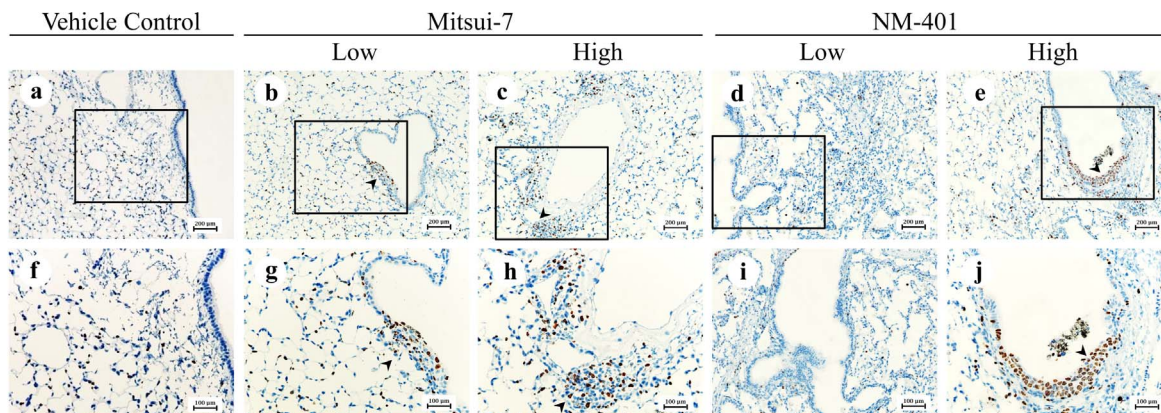 Vehicle Control Mitsui-7 NM-401
Low High Low High
a b c d e
200 µm 200 µm 200 µm 200 µm 200 µm
f g h i j
100 µm 100 µm 100 µm 100 µm 100 µm